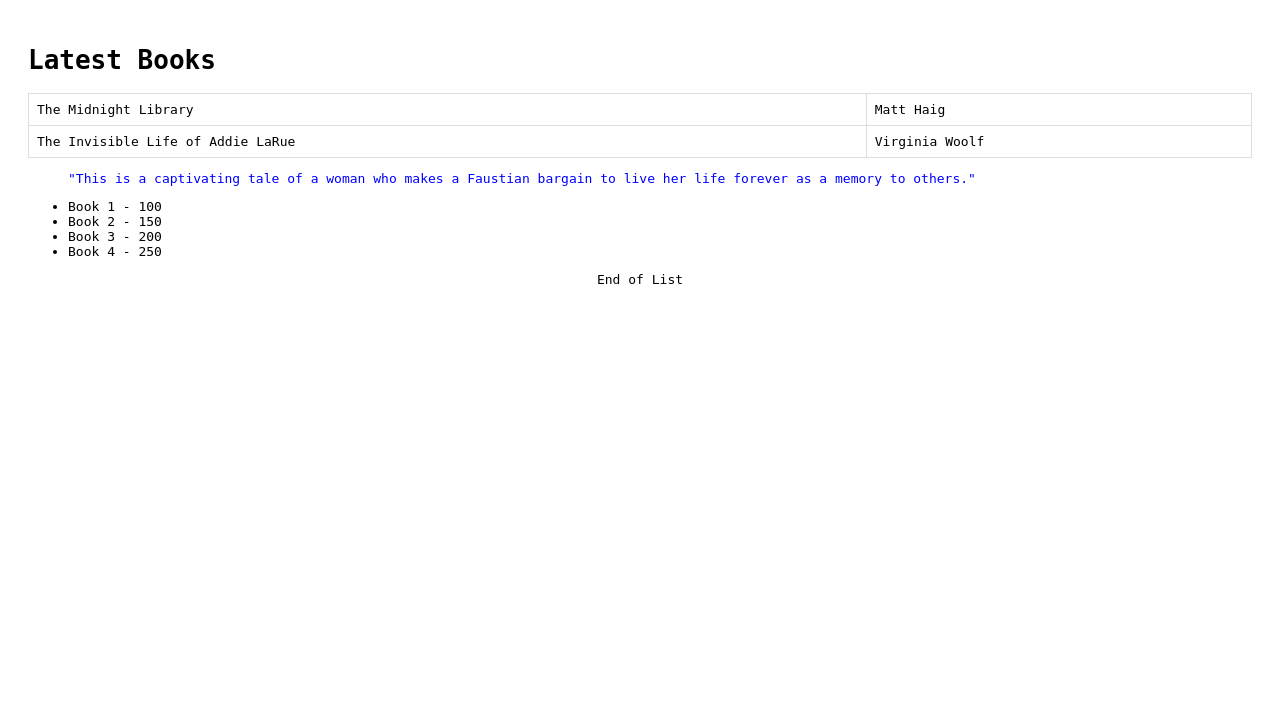 Latest Books
The Midnight Library Matt Haig
The Invisible Life of Addie LaRue Virginia Woolf
"This is a captivating tale of a woman who makes a Faustian bargain to live her life forever as a memory to others."
• Book 1 - 100
• Book 2 - 150
• Book 3 - 200
• Book 4 - 250
End of List